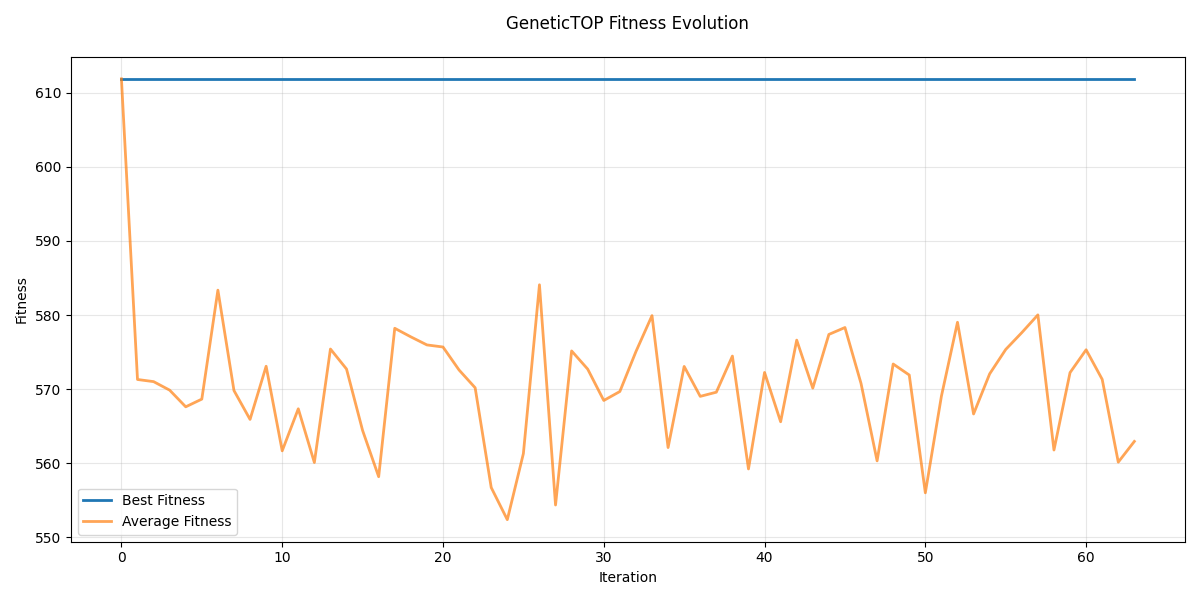 GeneticTOP Fitness Evolution
610
600
590
580
570
560
550
Fitness
Best Fitness
Average Fitness
0 10 20 30 40 50 60
Iteration